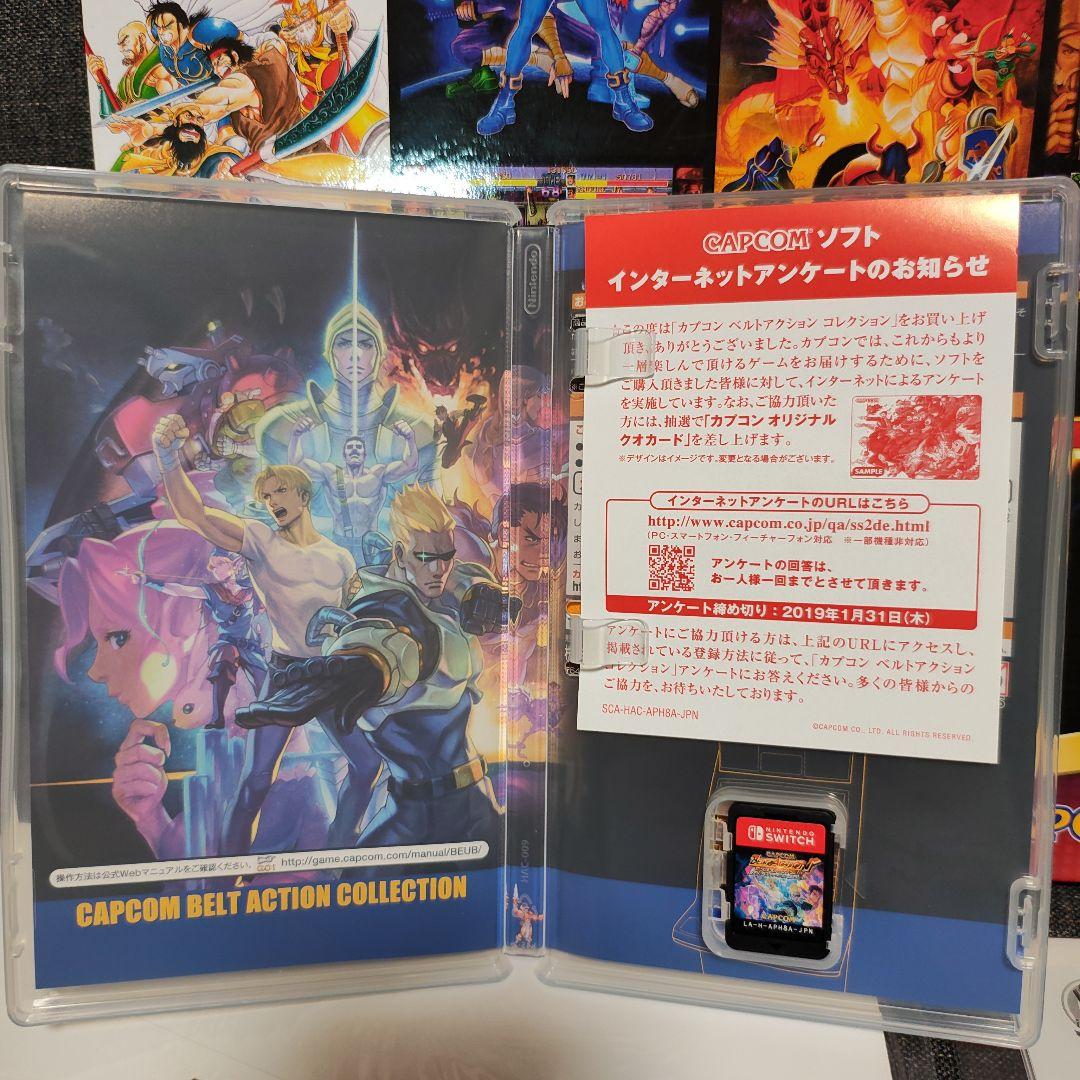 Nintendo
CAPCOM ソフト
インターネットアンケートのお知らせ
この度は「カプコン ベルトアクション コレクション」をお買い上げ
頂き、ありがとうございました。カプコンでは、これからもより
一層楽しんで頂けるゲームをお届けするために、ソフトを
ご購入頂きました皆様に対して、インターネットによるアンケート
を実施しています。なお、ご協力頂いた
方には、抽選で「カプコン オリジナル
クオカード」を差し上げます。
※デザインはイメージです。変更となる場合がございます。
SAMPLE
インターネットアンケートのURLはこちら
http://www.capcom.co.jp/qa/ss2de.html
(PC・スマートフォン・フィーチャーフォン対応 ※一部機種非対応)
アンケートの回答は、
お一人様一回までとさせて頂きます。
アンケート締め切り：2019年1月31日(木)
アンケートにご協力頂ける方は、上記のURLにアクセスし、
掲載されている登録方法に従って、「カプコン ベルトアクション
コレクション」アンケートにお答えください。多くの皆様からの
ご協力を、お待ちいたしております。
SCA-HAC-APH8A-JPN
©CAPCOM CO., LTD. ALL RIGHTS RESERVED.
操作方法は公式Webマニュアルをご確認ください。 http://game.capcom.com/manual/BEUB/
CAPCOM BELT ACTION COLLECTION
HAC-009
NINTENDO
SWITCH
CAPCOM
CAPCOM
LA-H-APH8A-JPN